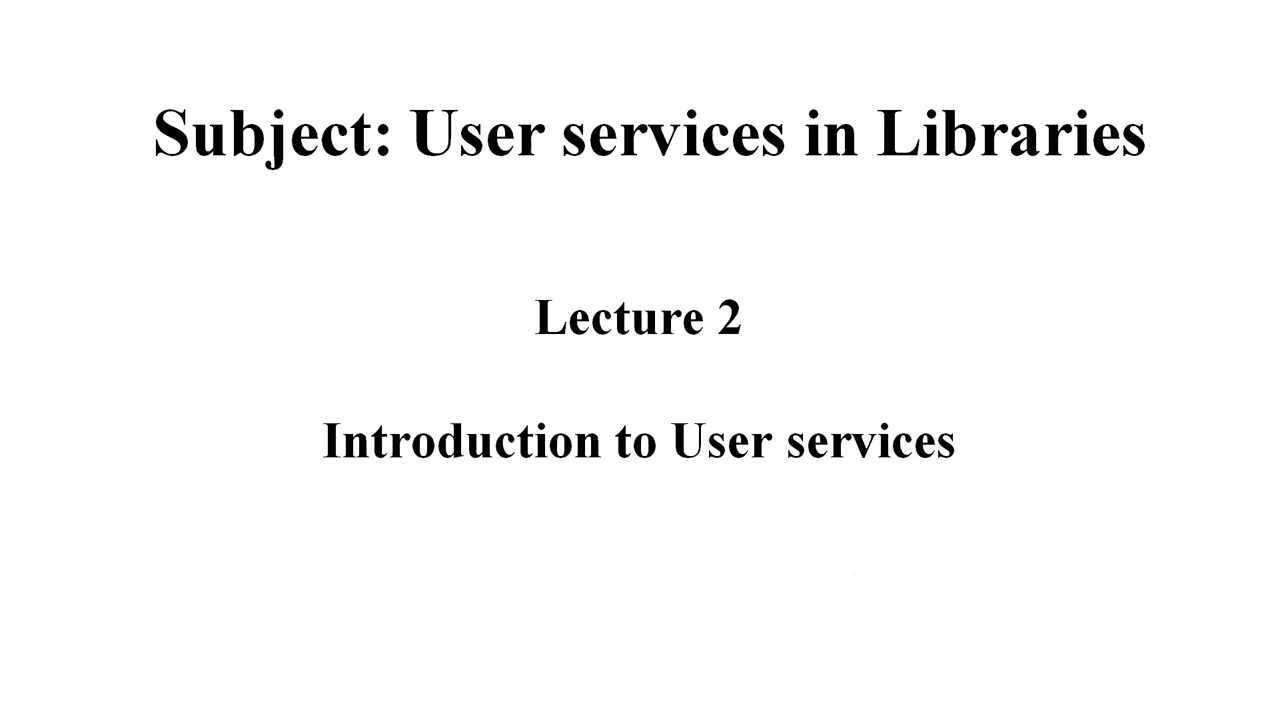 Subject: User services in Libraries
Lecture 2
Introduction to User services